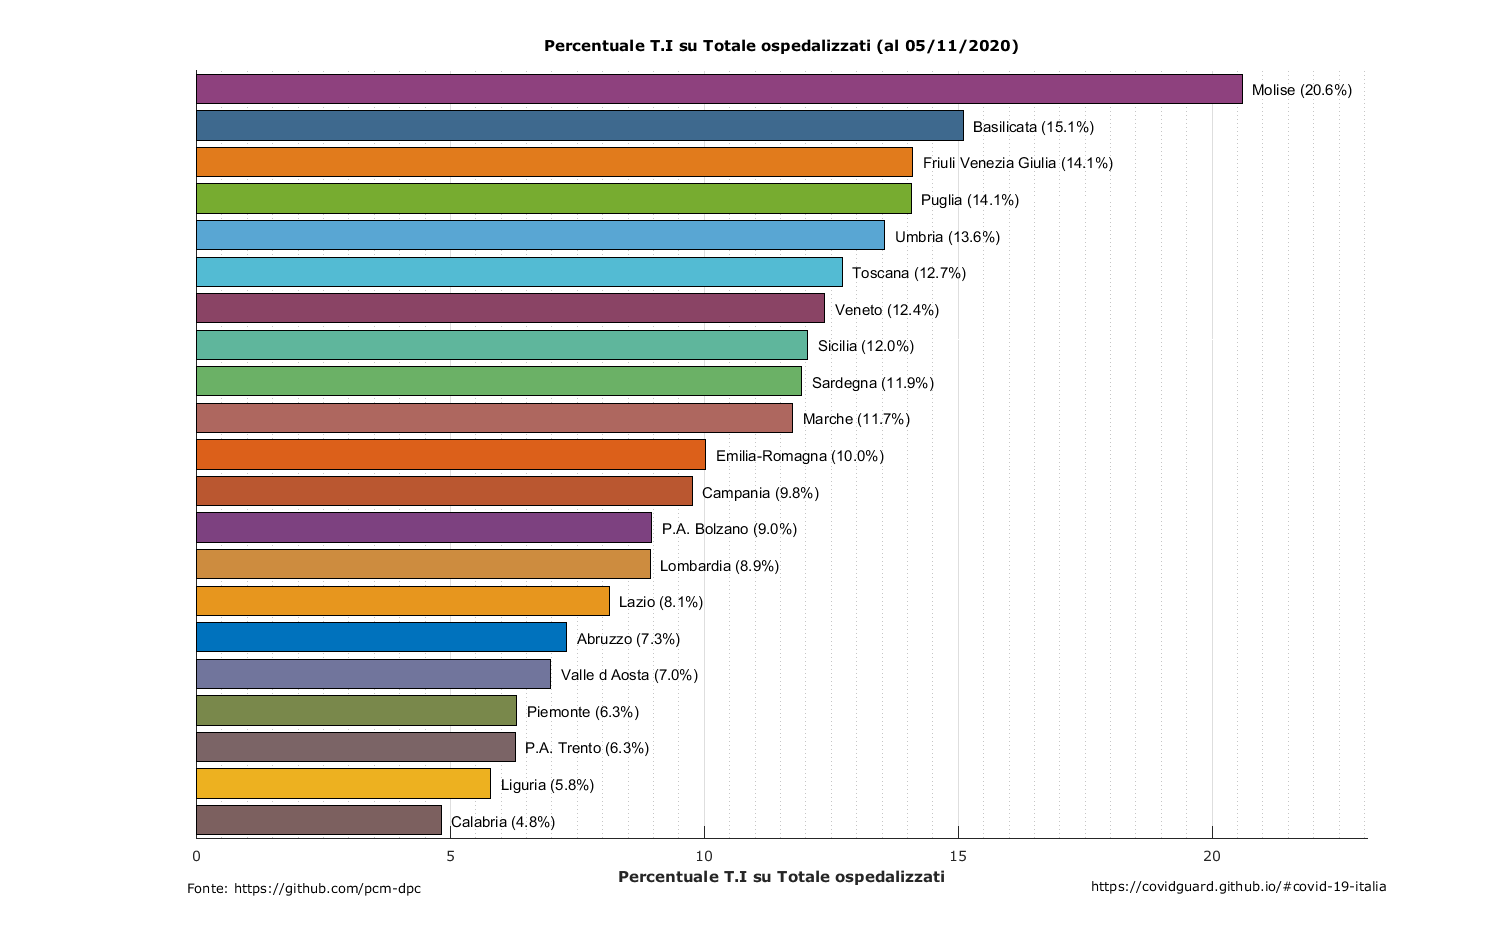 Percentuale T.I su Totale ospedalizzati (al 05/11/2020)
Molise (20.6%)
Basilicata (15.1%)
Friuli Venezia Giulia (14.1%)
Puglia (14.1%)
Umbria (13.6%)
Toscana (12.7%)
Veneto (12.4%)
Sicilia (12.0%)
Sardegna (11.9%)
Marche (11.7%)
Emilia-Romagna (10.0%)
Campania (9.8%)
P.A. Bolzano (9.0%)
Lombardia (8.9%)
Lazio (8.1%)
Abruzzo (7.3%)
Valle d Aosta (7.0%)
Piemonte (6.3%)
P.A. Trento (6.3%)
Liguria (5.8%)
Calabria (4.8%)
0 5 10 15 20
Percentuale T.I su Totale ospedalizzati
Fonte: https://github.com/pcm-dpc
https://covidguard.github.io/#covid-19-italia